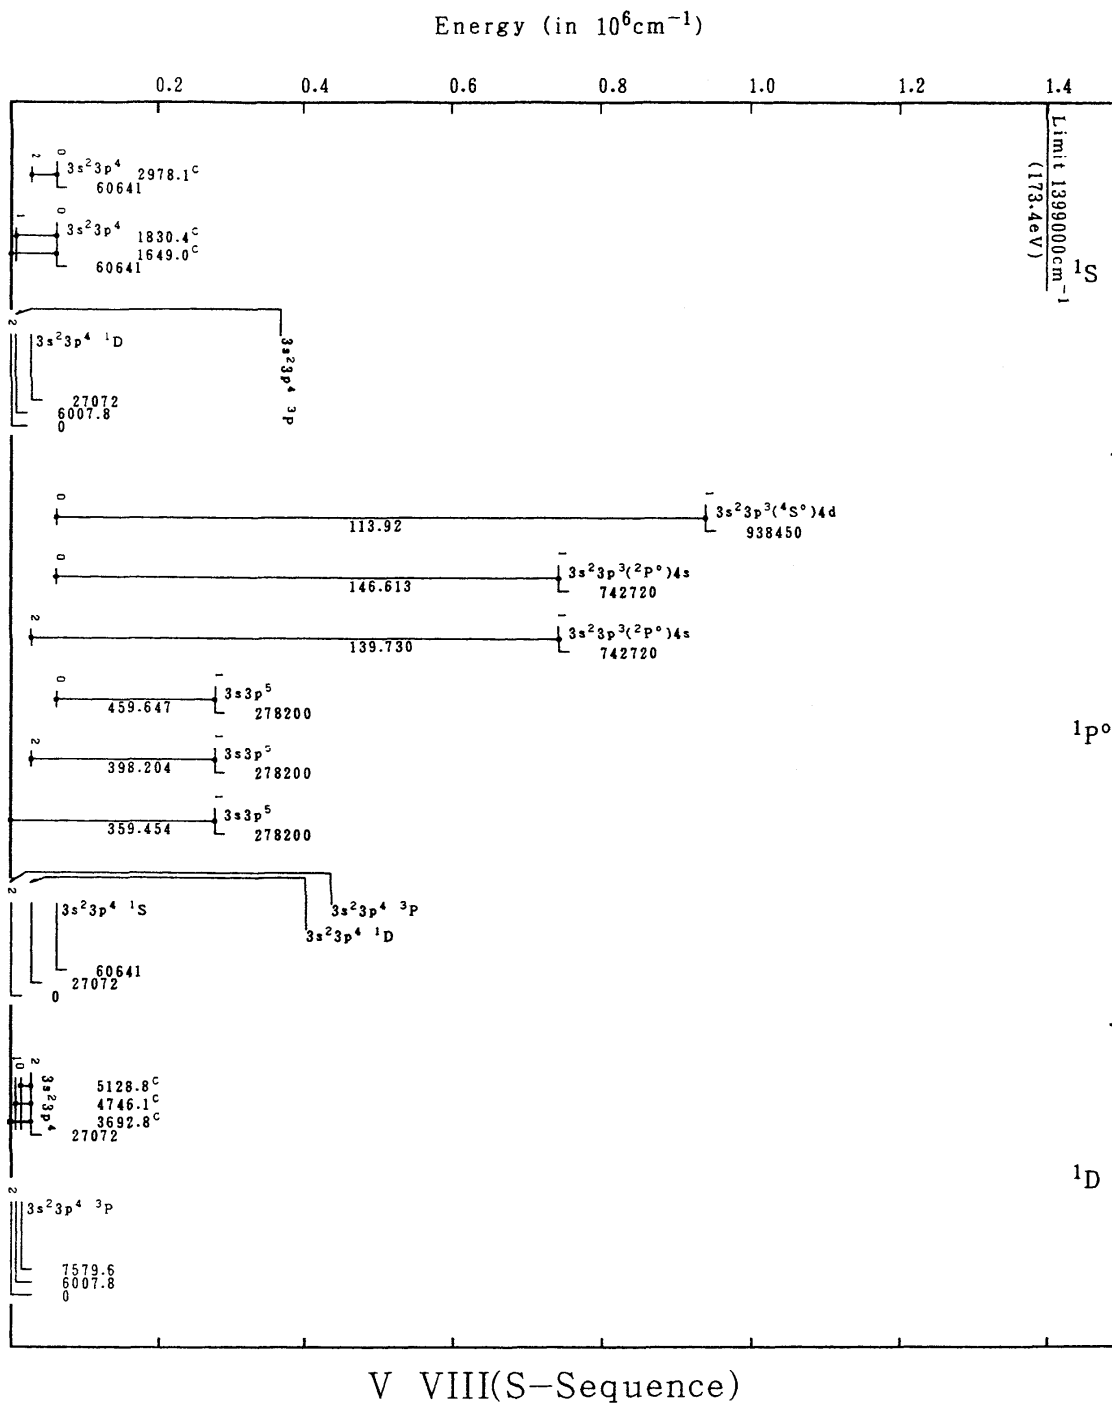 Energy (in 10⁶cm⁻¹)
0.2 0.4 0.6 0.8 1.0 1.2 1.4
Limit 1399000cm⁻¹
(173.4eV)
2 0 3s²3p⁴ 2978.1ᶜ
60641
1 0 3s²3p⁴ 1830.4ᶜ
1649.0ᶜ
60641
¹S
2 3s²3p⁴ ¹D
3s²3p⁴ ³P
27072
6007.8
0
0 1 3s²3p³(⁴S°)4d
113.92 938450
0 1 3s²3p³(²P°)4s
146.613 742720
2 1 3s²3p³(²P°)4s
139.730 742720
0 1 3s3p⁵
459.647 278200
¹P°
2 1 3s3p⁵
398.204 278200
1 3s3p⁵
359.454 278200
2 3s²3p⁴ ¹S
3s²3p⁴ ³P
3s²3p⁴ ¹D
60641
27072
0
1 0 2 3s²3p⁴
5128.8ᶜ
4746.1ᶜ
3692.8ᶜ
27072
¹D
2 3s²3p⁴ ³P
7579.6
6007.8
0
V VIII(S-Sequence)